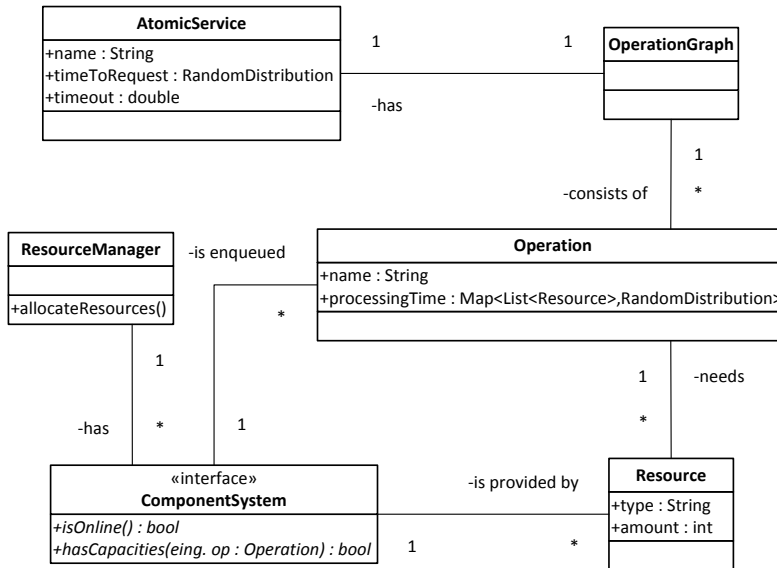 AtomicService
+name : String
+timeToRequest : RandomDistribution
+timeout : double
1
1
-has
OperationGraph
1
-consists of
*
ResourceManager
+allocateResources()
-is enqueued
*
Operation
+name : String
+processingTime : Map<List<Resource>,RandomDistribution>
1
-has
*
1
1
-needs
*
«interface»
ComponentSystem
+isOnline() : bool
+hasCapacities(eing. op : Operation) : bool
-is provided by
1
*
Resource
+type : String
+amount : int